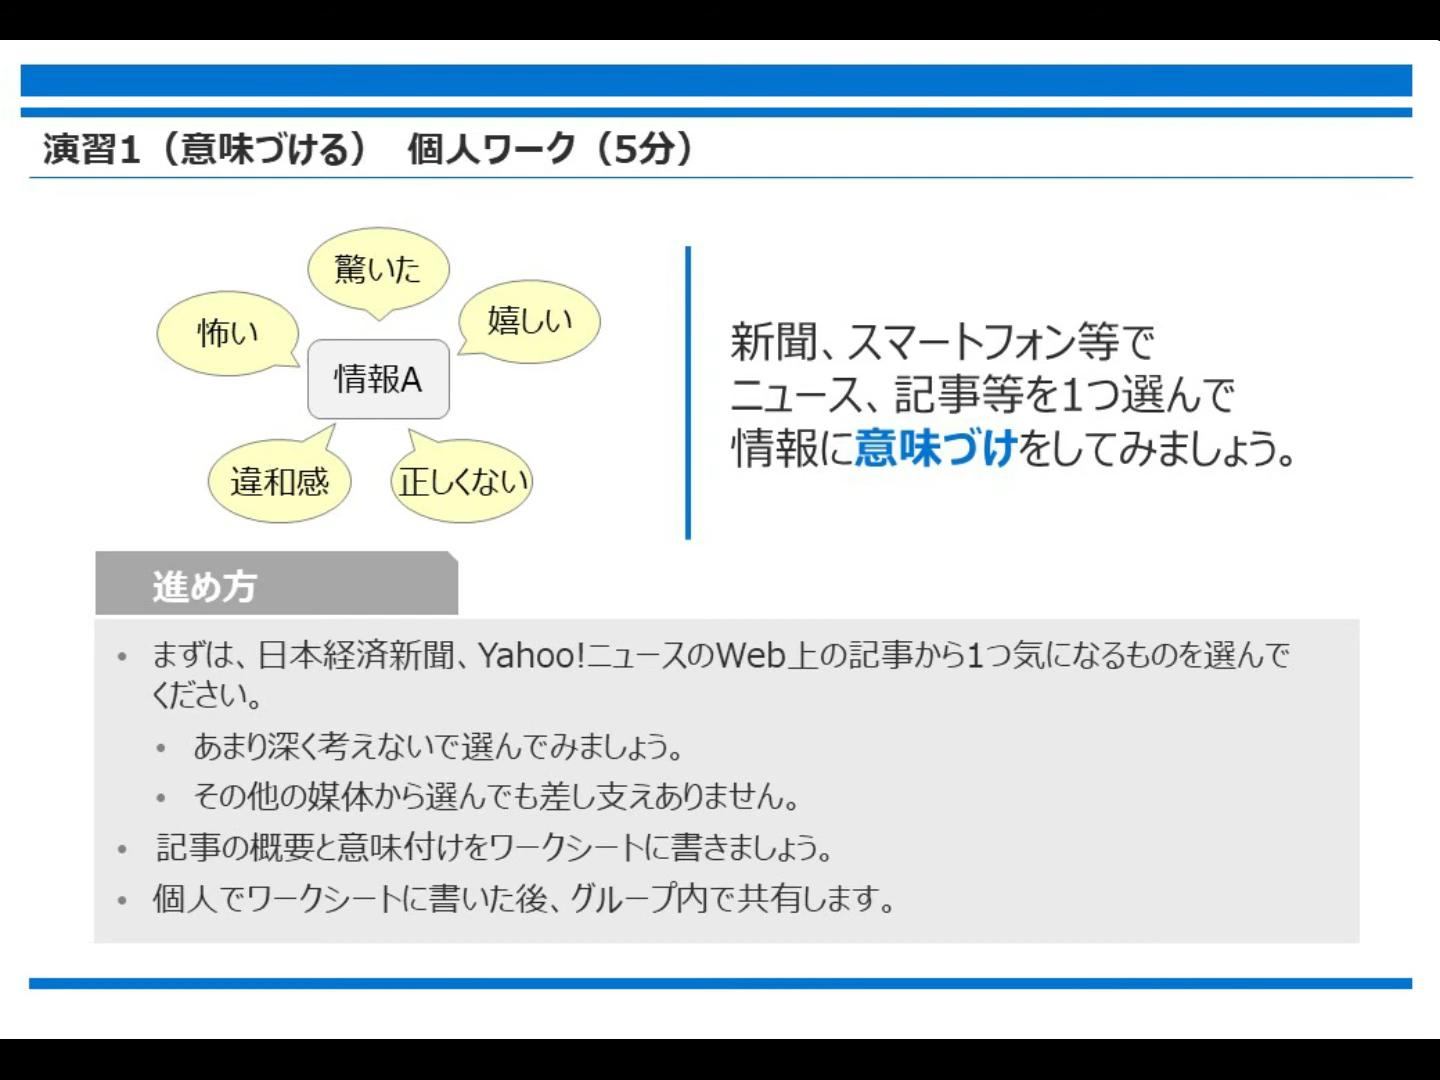 演習1（意味づける）　個人ワーク（5分）
驚いた
嬉しい
怖い
情報A
違和感
正しくない
新聞、スマートフォン等で
ニュース、記事等を1つ選んで
情報に意味づけをしてみましょう。
進め方
• まずは、日本経済新聞、Yahoo!ニュースのWeb上の記事から1つ気になるものを選んで
ください。
• あまり深く考えないで選んでみましょう。
• その他の媒体から選んでも差し支えありません。
• 記事の概要と意味付けをワークシートに書きましょう。
• 個人でワークシートに書いた後、グループ内で共有します。